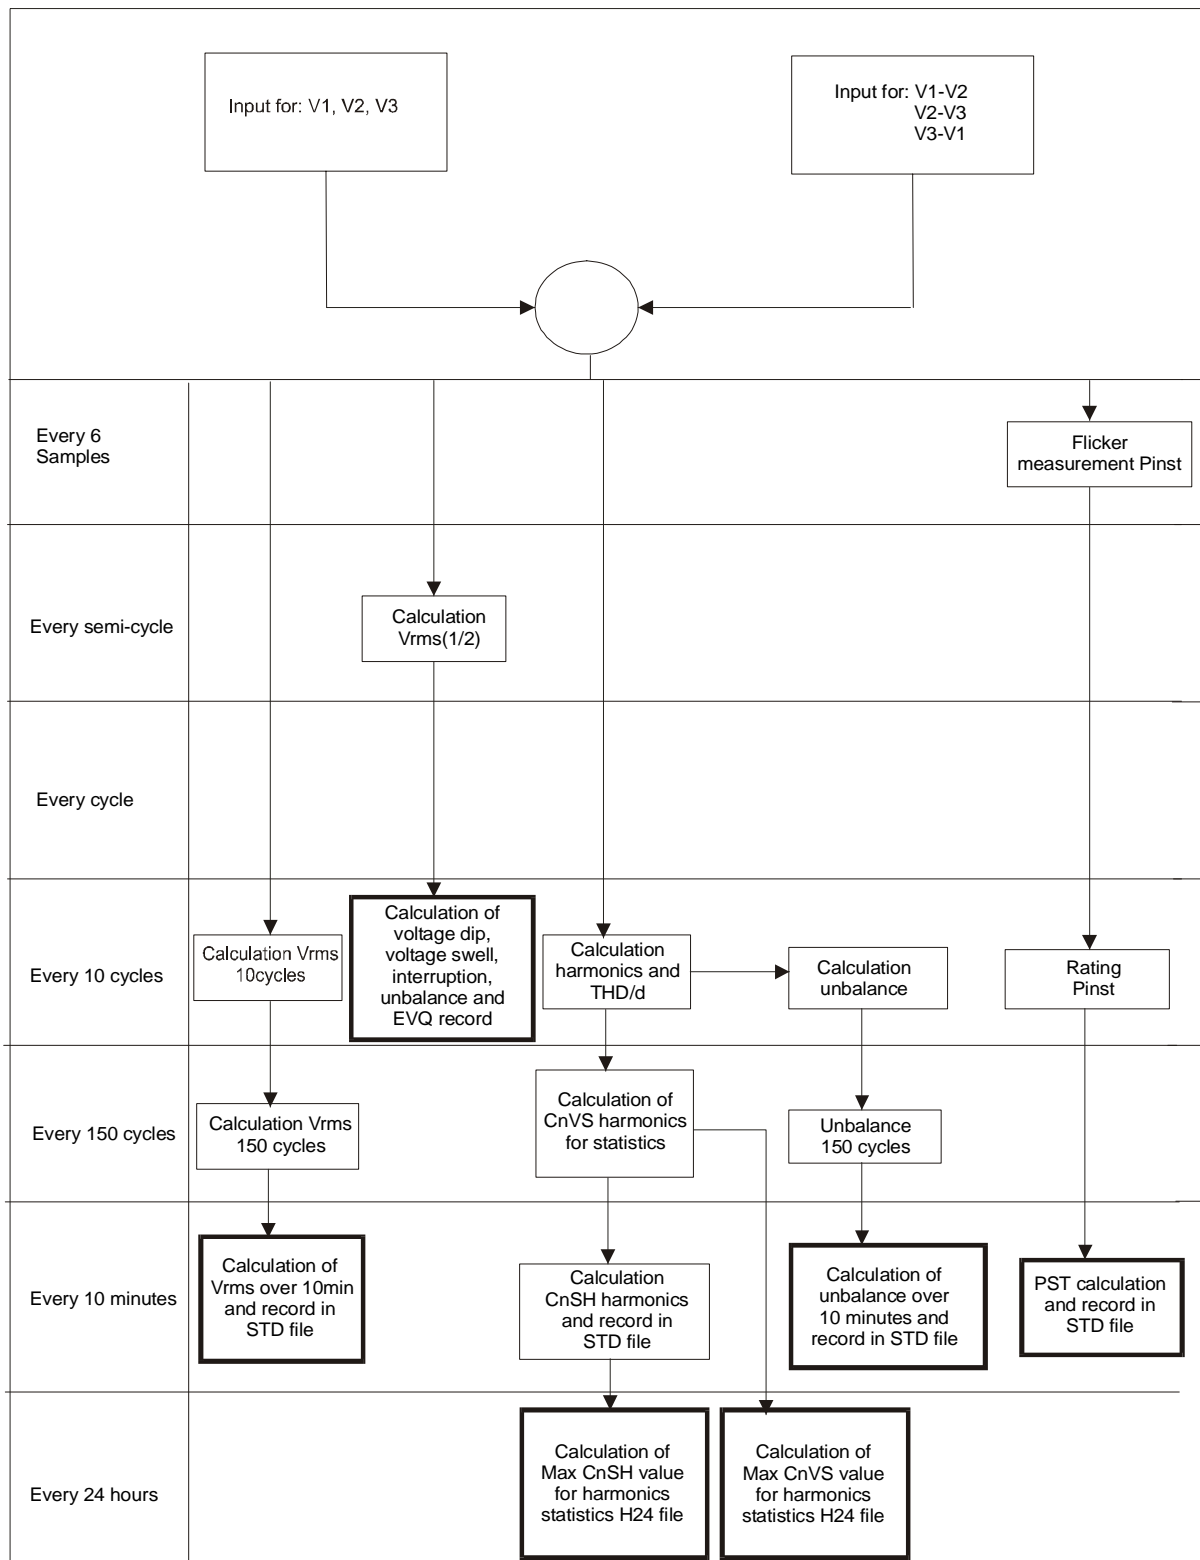 Input for: V1, V2, V3
Input for: V1-V2
V2-V3
V3-V1
Every 6
Samples
Flicker
measurement Pinst
Every semi-cycle
Calculation
Vrms(1/2)
Every cycle
Every 10 cycles
Calculation Vrms
10cycles
Calculation of
voltage dip,
voltage swell,
interruption,
unbalance and
EVQ record
Calculation
harmonics and
THD/d
Calculation
unbalance
Rating
Pinst
Every 150 cycles
Calculation Vrms
150 cycles
Calculation of
CnVS harmonics
for statistics
Unbalance
150 cycles
Every 10 minutes
Calculation of
Vrms over 10min
and record in
STD file
Calculation
CnSH harmonics
and record in
STD file
Calculation of
unbalance over
10 minutes and
record in STD file
PST calculation
and record in
STD file
Every 24 hours
Calculation of
Max CnSH value
for harmonics
statistics H24 file
Calculation of
Max CnVS value
for harmonics
statistics H24 file